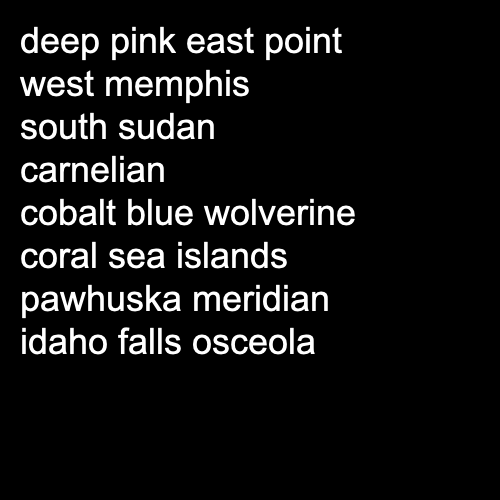 deep pink east point
west memphis
south sudan
carnelian
cobalt blue wolverine
coral sea islands
pawhuska meridian
idaho falls osceola